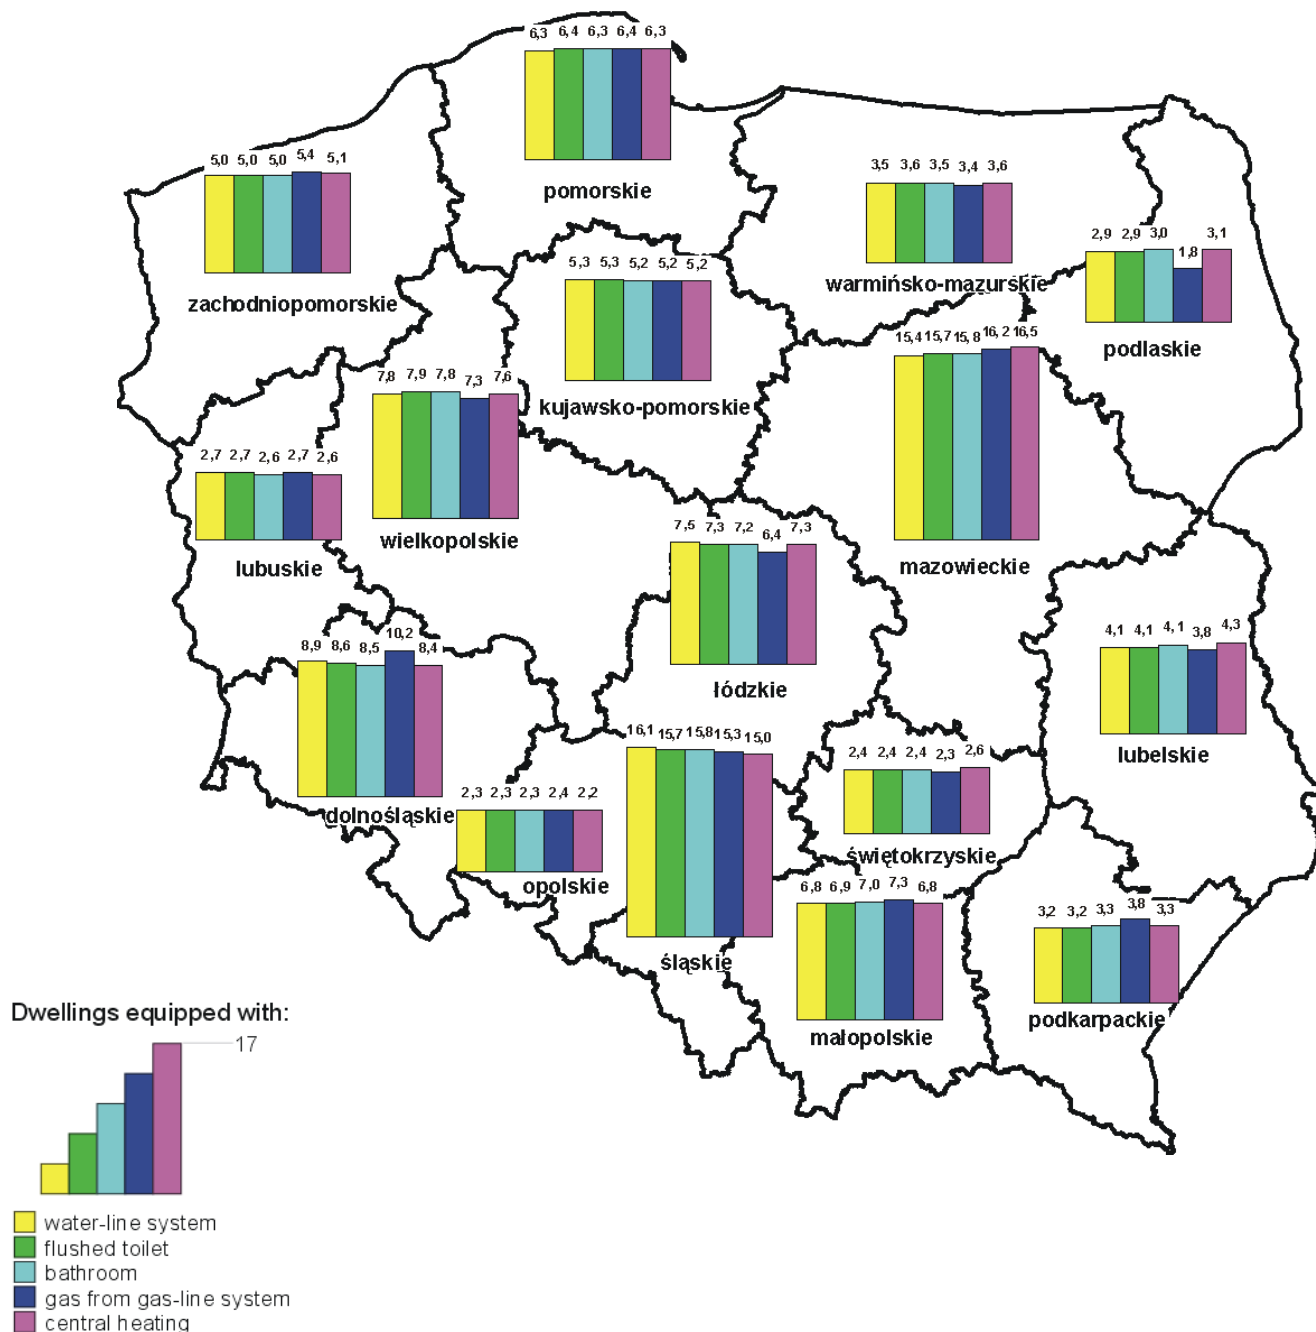 6,3 6,4 6,3 6,4 6,3
pomorskie
5,0 5,0 5,0 5,4 5,1
zachodniopomorskie
3,5 3,6 3,5 3,4 3,6
warmińsko-mazurskie
2,9 2,9 3,0 1,8 3,1
podlaskie
5,3 5,3 5,2 5,2 5,2
kujawsko-pomorskie
15,4 15,7 15,8 16,2 16,5
mazowieckie
7,8 7,9 7,8 7,3 7,6
wielkopolskie
2,7 2,7 2,6 2,7 2,6
lubuskie
7,5 7,3 7,2 6,4 7,3
łódzkie
8,9 8,6 8,5 10,2 8,4
dolnośląskie
4,1 4,1 4,1 3,8 4,3
lubelskie
16,1 15,7 15,8 15,3 15,0
śląskie
2,4 2,4 2,4 2,3 2,6
świętokrzyskie
2,3 2,3 2,3 2,4 2,2
opolskie
6,8 6,9 7,0 7,3 6,8
małopolskie
3,2 3,2 3,3 3,8 3,3
podkarpackie
Dwellings equipped with:
17
water-line system
flushed toilet
bathroom
gas from gas-line system
central heating